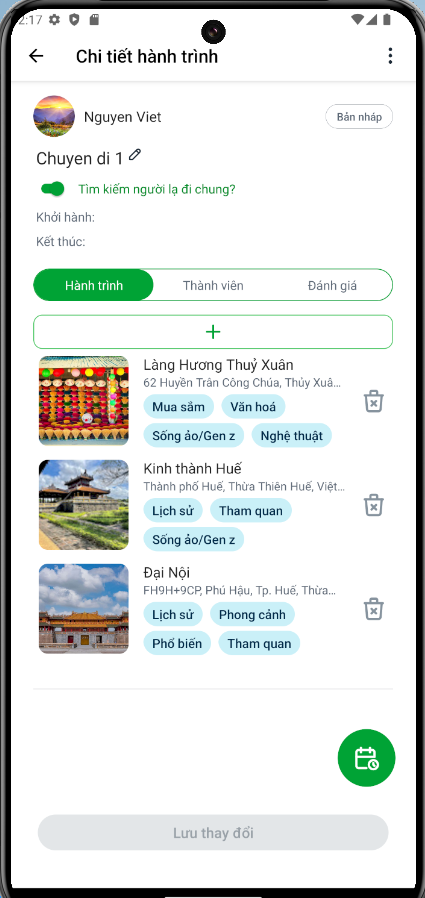 2:17
Chi tiết hành trình
Nguyen Viet
Bản nháp
Chuyen di 1
Tìm kiếm người lạ đi chung?
Khởi hành:
Kết thúc:
Hành trình
Thành viên
Đánh giá
+
Làng Hương Thuỷ Xuân
62 Huyền Trân Công Chúa, Thủy Xuâ...
Mua sắm
Văn hoá
Sống ảo/Gen z
Nghệ thuật
Kinh thành Huế
Thành phố Huế, Thừa Thiên Huế, Việt...
Lịch sử
Tham quan
Sống ảo/Gen z
Đại Nội
FH9H+9CP, Phú Hậu, Tp. Huế, Thừa...
Lịch sử
Phong cảnh
Phổ biến
Tham quan
Lưu thay đổi